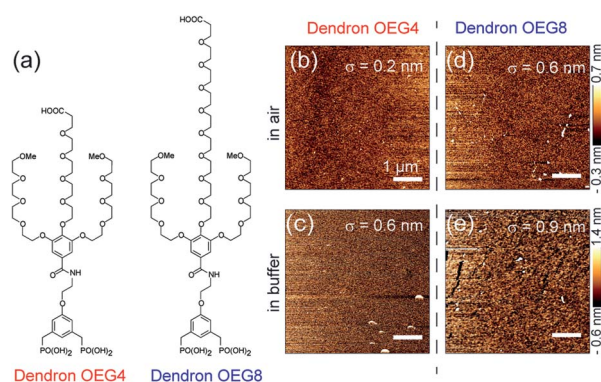 Dendron OEG4
Dendron OEG8
(a)
HOOC
HOOC
OMe
MeO
OMe
MeO
O
NH
O
O
NH
O
PO(OH)₂
PO(OH)₂
PO(OH)₂
PO(OH)₂
Dendron OEG4
Dendron OEG8
in air
(b)
σ = 0.2 nm
1 µm
(d)
σ = 0.6 nm
0.7 nm
- 0.3 nm
in buffer
(c)
σ = 0.6 nm
(e)
σ = 0.9 nm
1.4 nm
- 0.6 nm